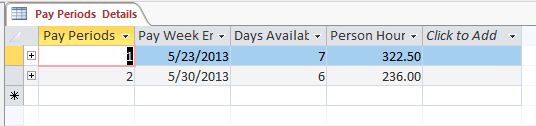 Pay Periods Details
Pay Periods Pay Week Er Days Availab Person Hour Click to Add
1 5/23/2013 7 322.50
2 5/30/2013 6 236.00